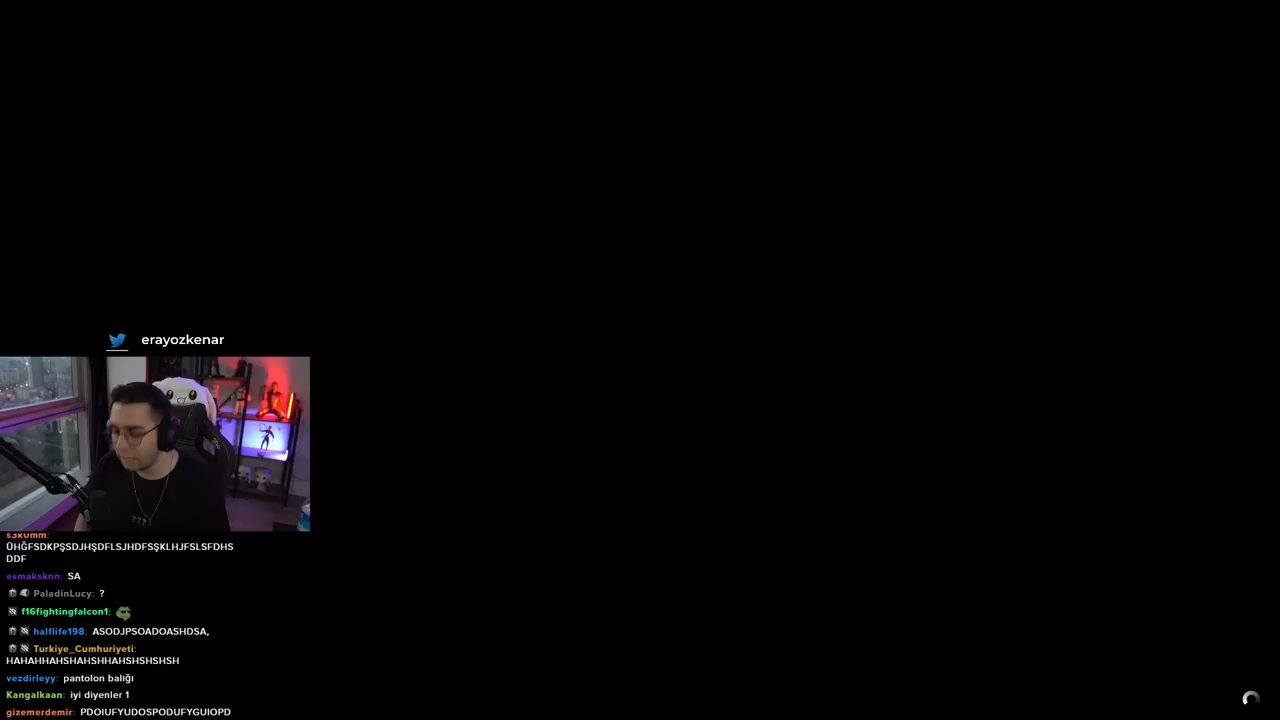 erayozkenar
s3k0mm:
ÜHĞFSDKPŞSDJHŞDFLSJHDFSŞKLHJFSLSFDHS
DDF
esmaksknn: SA
PaladinLucy: ?
f16fightingfalcon1:
halflife198: ASODJPSOADOASHDSA,
Turkiye_Cumhuriyeti:
HAHAHHAHSHAHSHHAHSHSHSHSH
vezdirleyy: pantolon balığı
Kangalkaan: iyi diyenler 1
gizemerdemir: PDOIUFYUDOSPODUFYGUIOPD